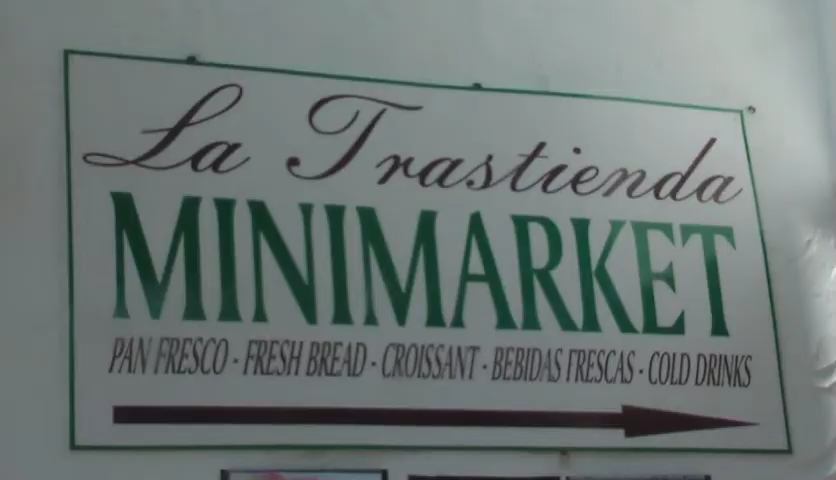 La Trastienda
MINIMARKET
PAN FRESCO - FRESH BREAD - CROISSANT - BEBIDAS FRESCAS - COLD DRINKS